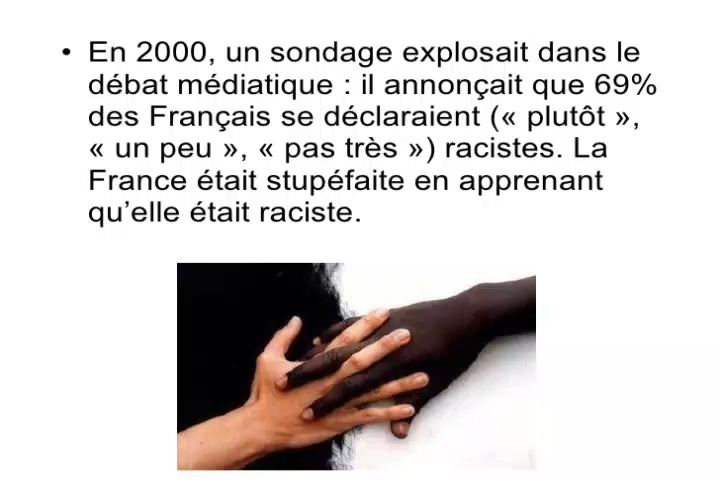 • En 2000, un sondage explosait dans le
débat médiatique : il annonçait que 69%
des Français se déclaraient (« plutôt »,
« un peu », « pas très ») racistes. La
France était stupéfaite en apprenant
qu’elle était raciste.